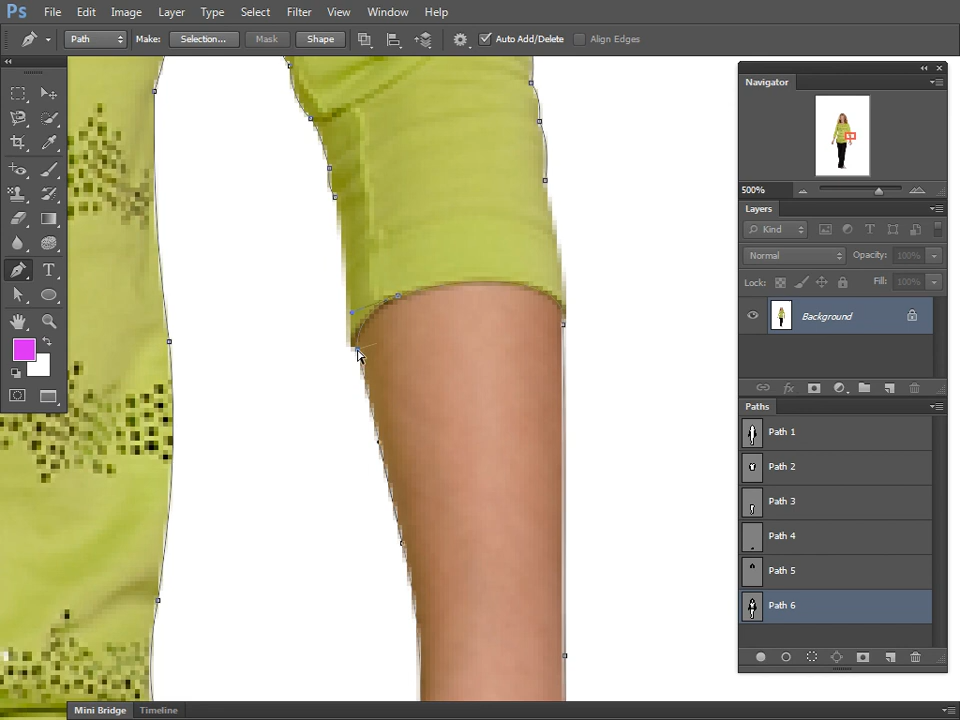 Ps File Edit Image Layer Type Select Filter View Window Help
Path Make: Selection... Mask Shape Auto Add/Delete Align Edges
Navigator
500%
Layers
Kind
Normal Opacity: 100%
Lock: Fill: 100%
Background
fx
Paths
Path 1
Path 2
Path 3
Path 4
Path 5
Path 6
Mini Bridge Timeline